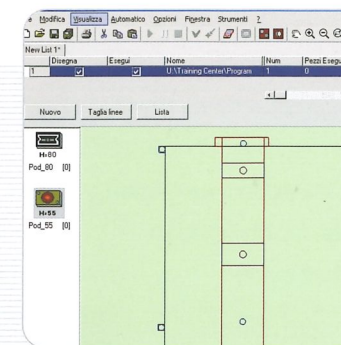 Modifica Visualizza Automatico Opzioni Finestra Strumenti ?
New List 1*
Disegna Esegui Nome Num Pezzi Esegu
1 U:\Training Center\Program 1 0
Nuovo Taglia linee Lista
H=80
Pod_80 [0]
H=55
Pod_55 [0]